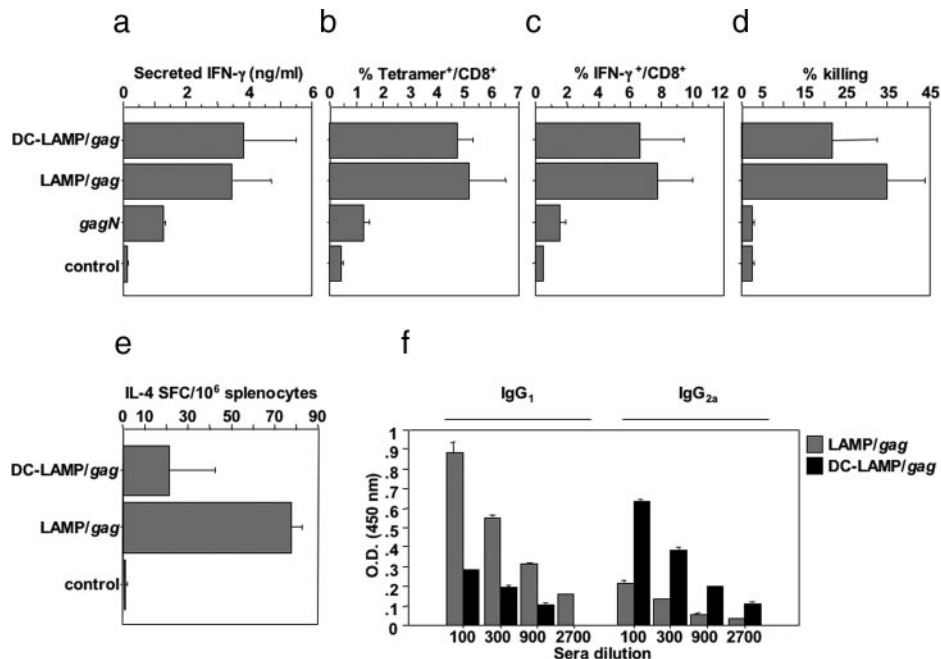 a
b
c
d
Secreted IFN-γ (ng/ml)
% Tetramer⁺/CD8⁺
% IFN-γ⁺/CD8⁺
% killing
0 2 4 5 6
0 1 2 3 4 5 6 7
0 2 4 6 8 10 12
0 5 15 25 35 45
DC-LAMP/gag
LAMP/gag
gagN
control
e
f
IL-4 SFC/10⁶ splenocytes
0 10 30 50 70 90
DC-LAMP/gag
LAMP/gag
control
IgG₁
IgG₂ₐ
LAMP/gag
DC-LAMP/gag
O.D. (450 nm)
.9
.8
.7
.6
.5
.4
.3
.2
.1
0
100 300 900 2700 100 300 900 2700
Sera dilution